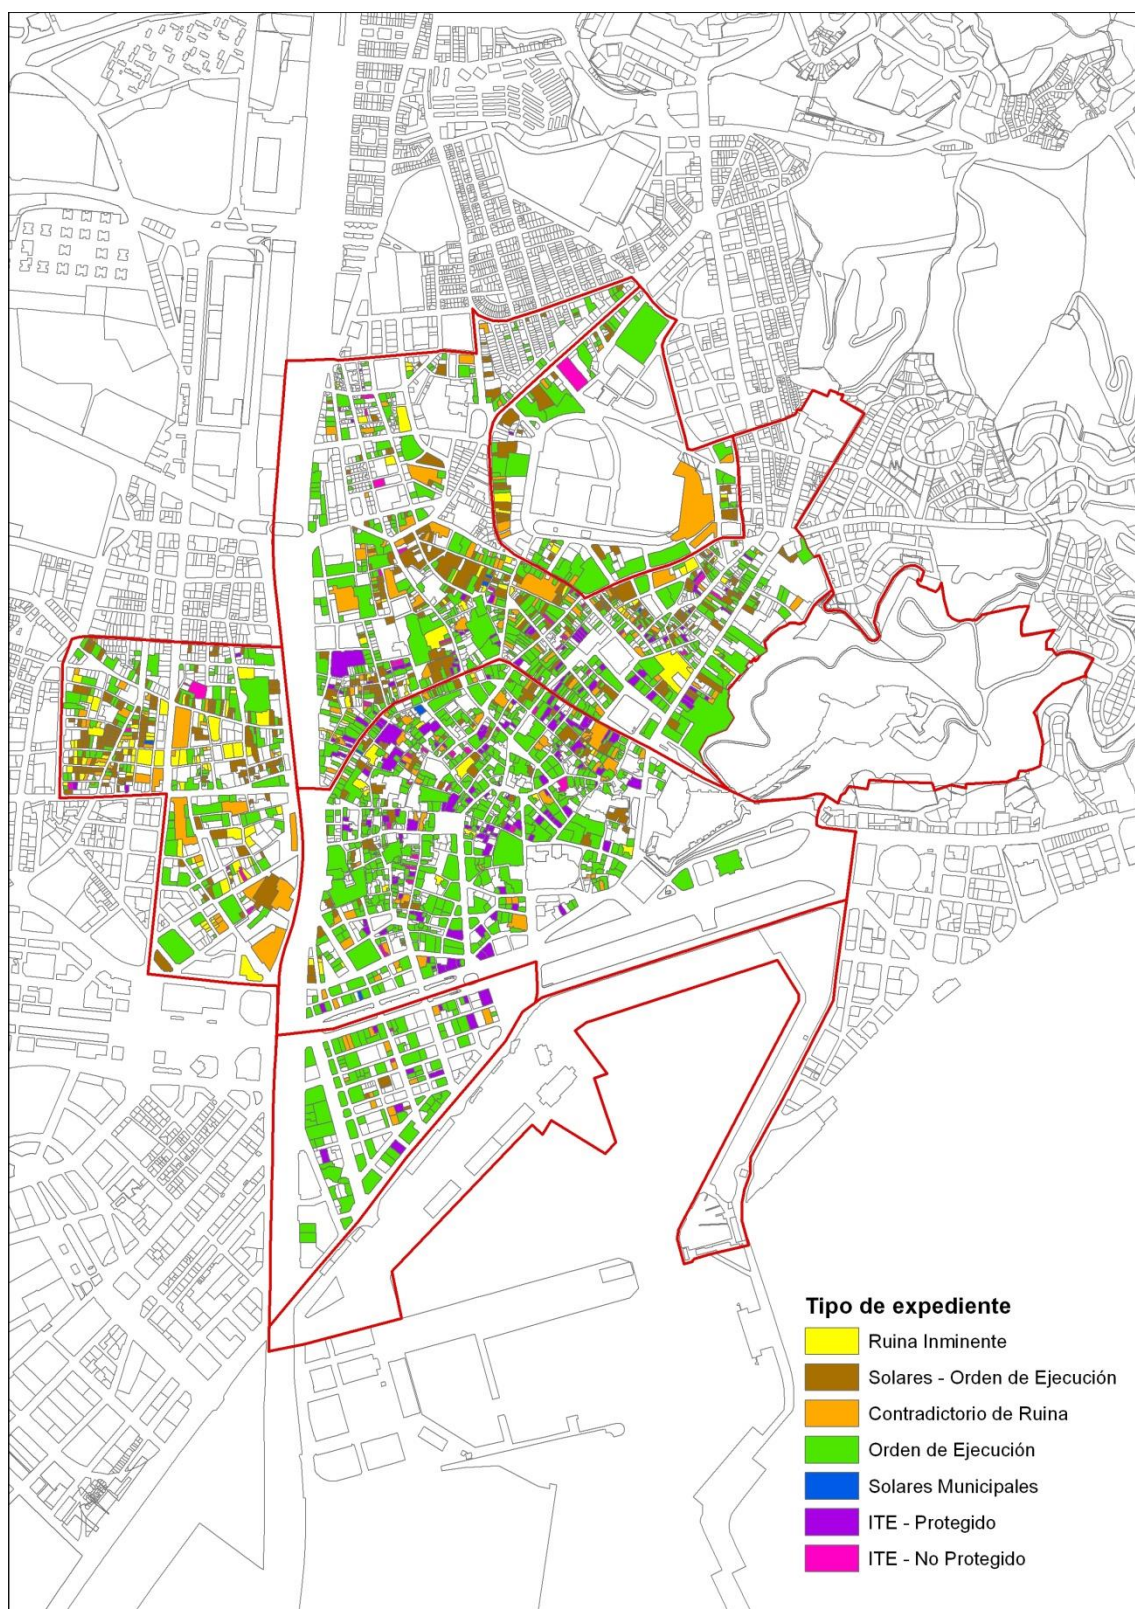 Tipo de expediente
Ruina Inminente
Solares - Orden de Ejecución
Contradictorio de Ruina
Orden de Ejecución
Solares Municipales
ITE - Protegido
ITE - No Protegido